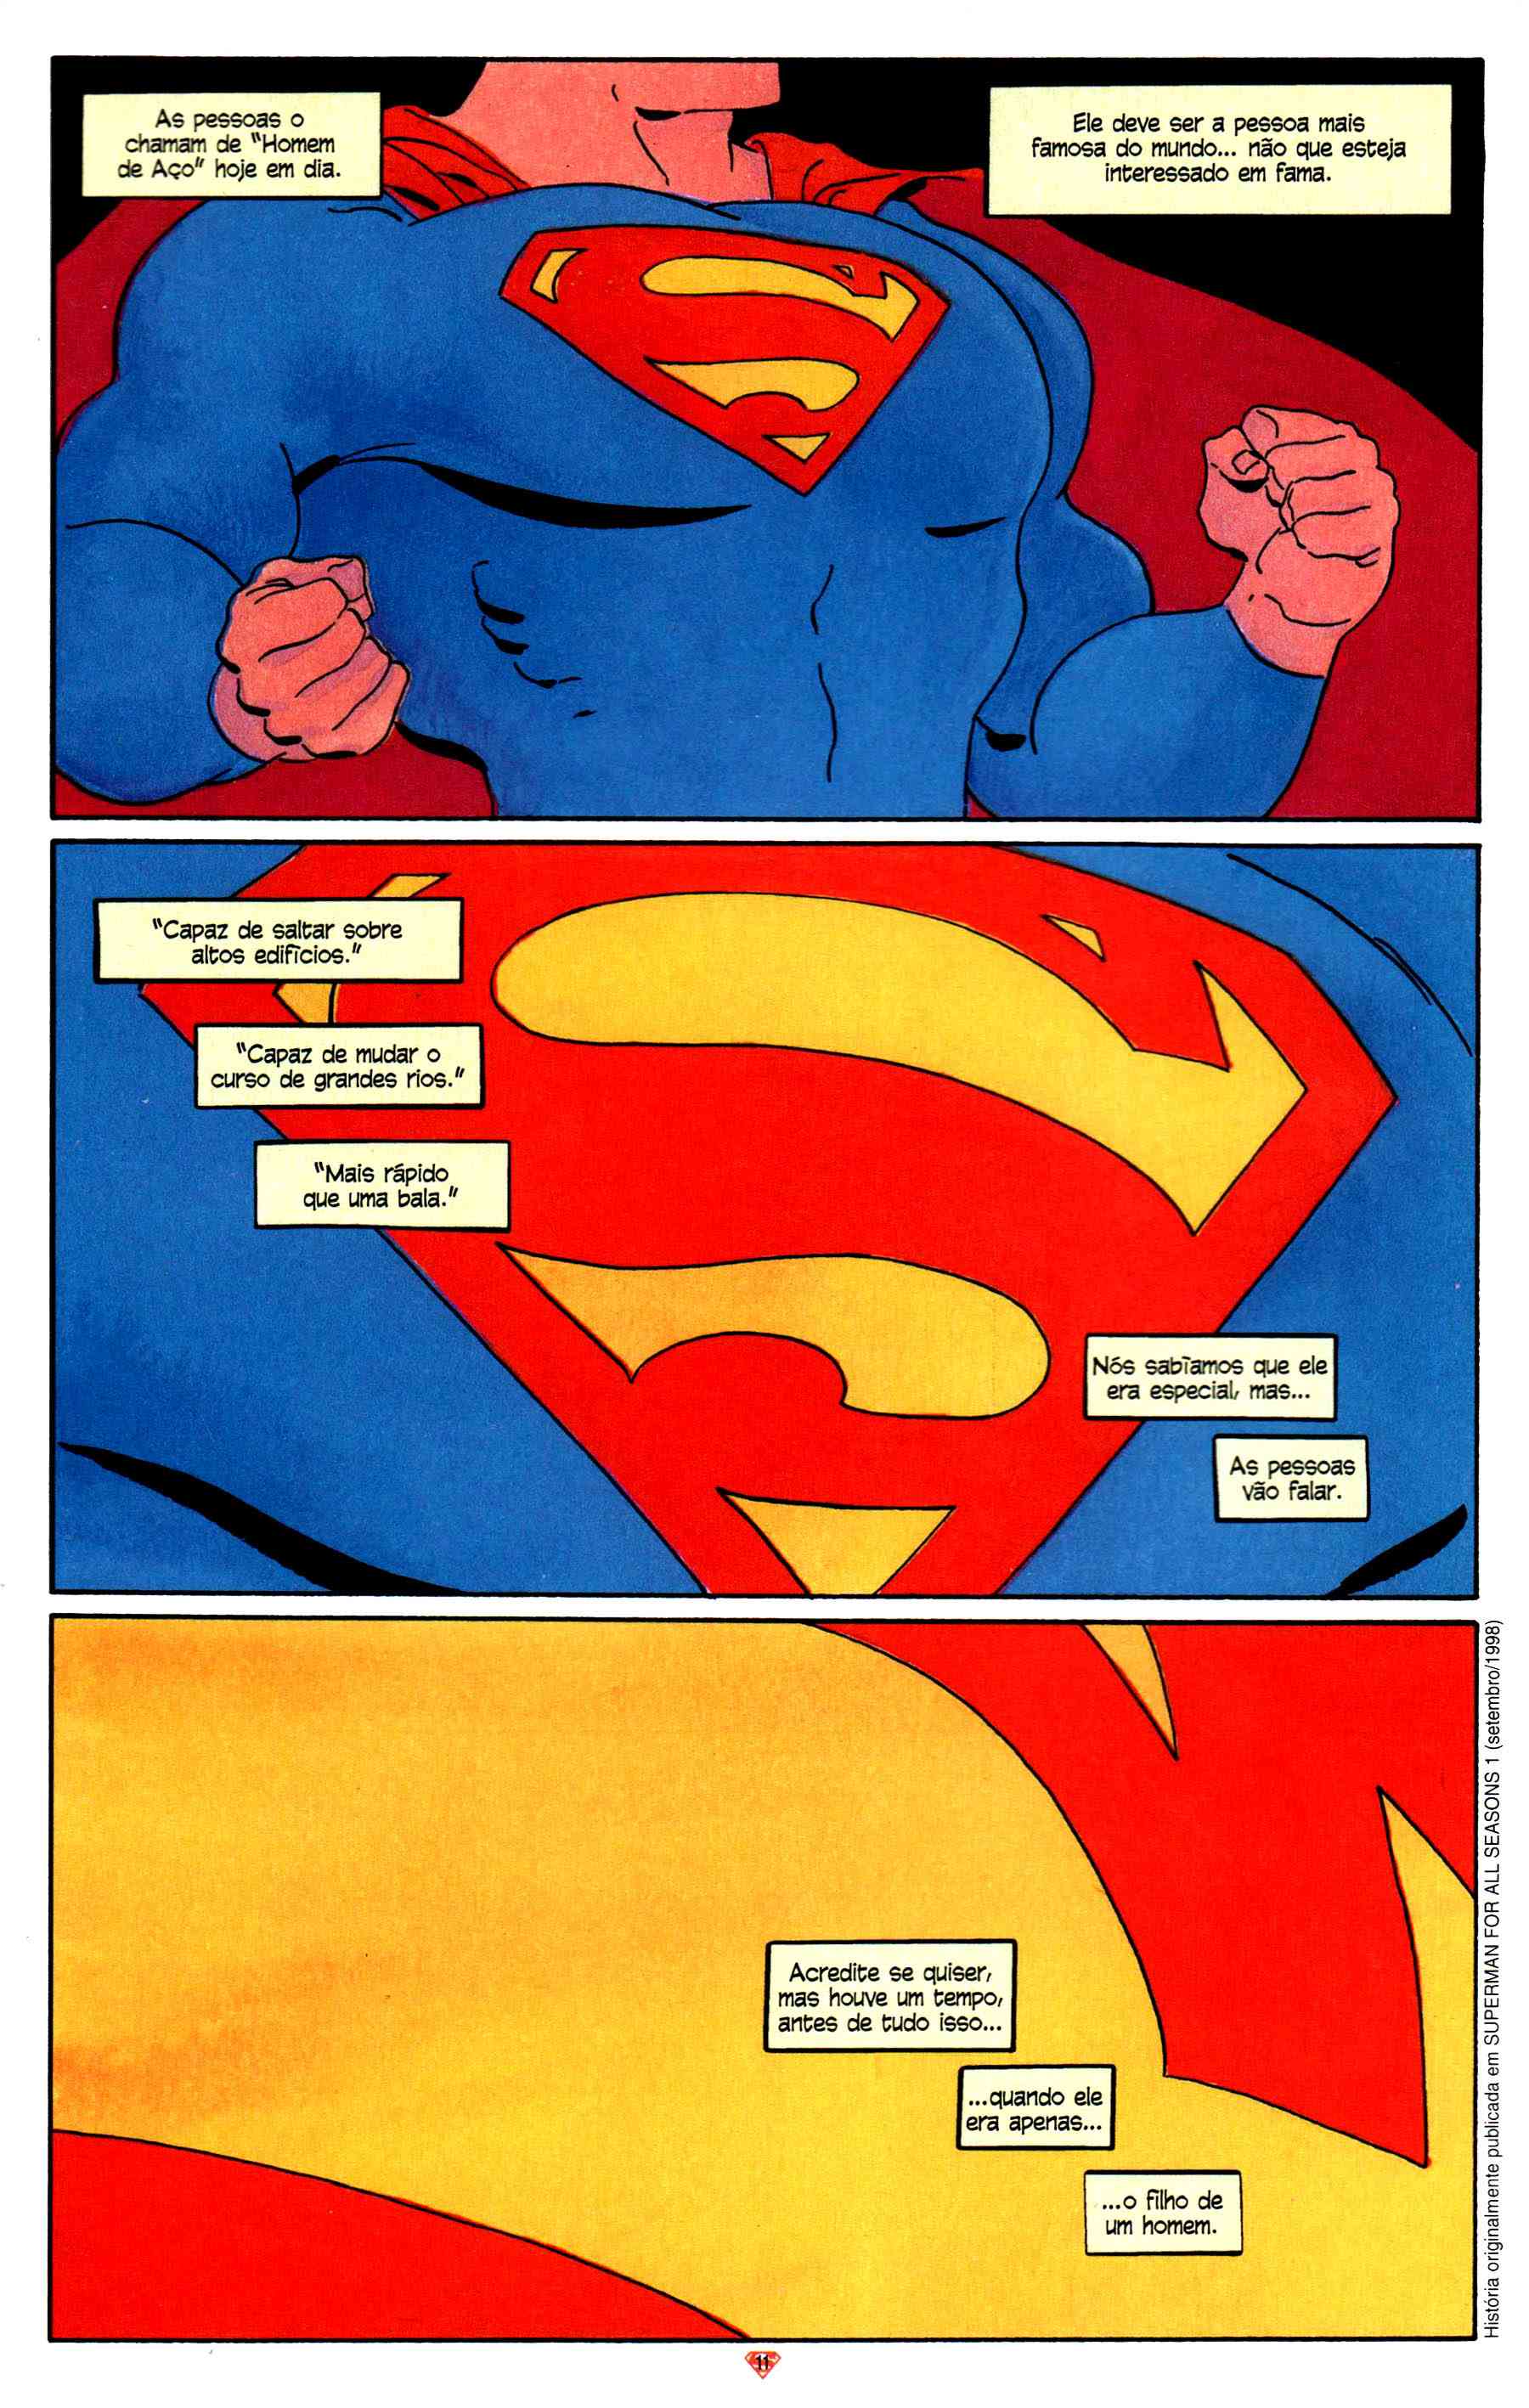 As pessoas o
chamam de "Homem
de Aço" hoje em dia.
Ele deve ser a pessoa mais
famosa do mundo... não que esteja
interessado em fama.
"Capaz de saltar sobre
altos edifícios."
"Capaz de mudar o
curso de grandes rios."
"Mais rápido
que uma bala."
Nós sabíamos que ele
era especial, mas...
As pessoas
vão falar.
Acredite se quiser,
mas houve um tempo,
antes de tudo isso...
...quando ele
era apenas...
...o filho de
um homem.
História originalmente publicada em SUPERMAN FOR ALL SEASONS 1 (setembro/1998)
11